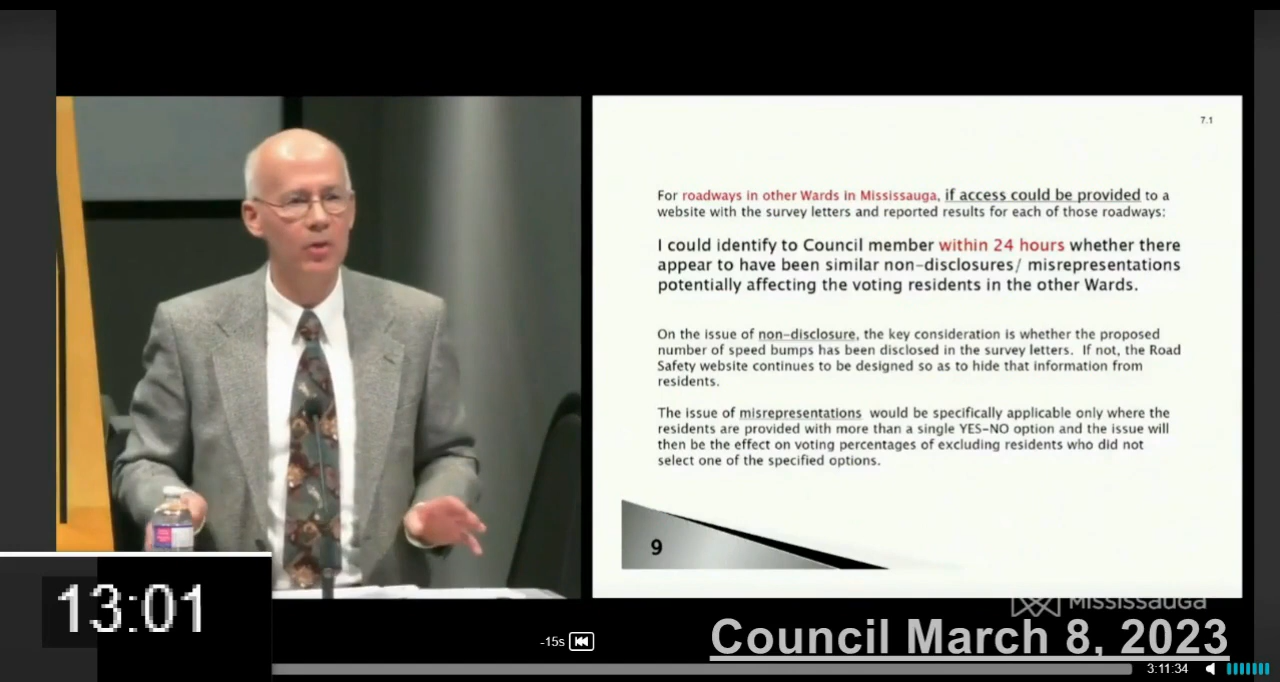 7.1
For roadways in other Wards in Mississauga, if access could be provided to a
website with the survey letters and reported results for each of those roadways:
I could identify to Council member within 24 hours whether there
appear to have been similar non-disclosures/ misrepresentations
potentially affecting the voting residents in the other Wards.
On the issue of non-disclosure, the key consideration is whether the proposed
number of speed bumps has been disclosed in the survey letters. If not, the Road
Safety website continues to be designed so as to hide that information from
residents.
The issue of misrepresentations would be specifically applicable only where the
residents are provided with more than a single YES-NO option and the issue will
then be the effect on voting percentages of excluding residents who did not
select one of the specified options.
9
13:01
MISSISSAUGA
-15s
Council March 8, 2023
3:11:34